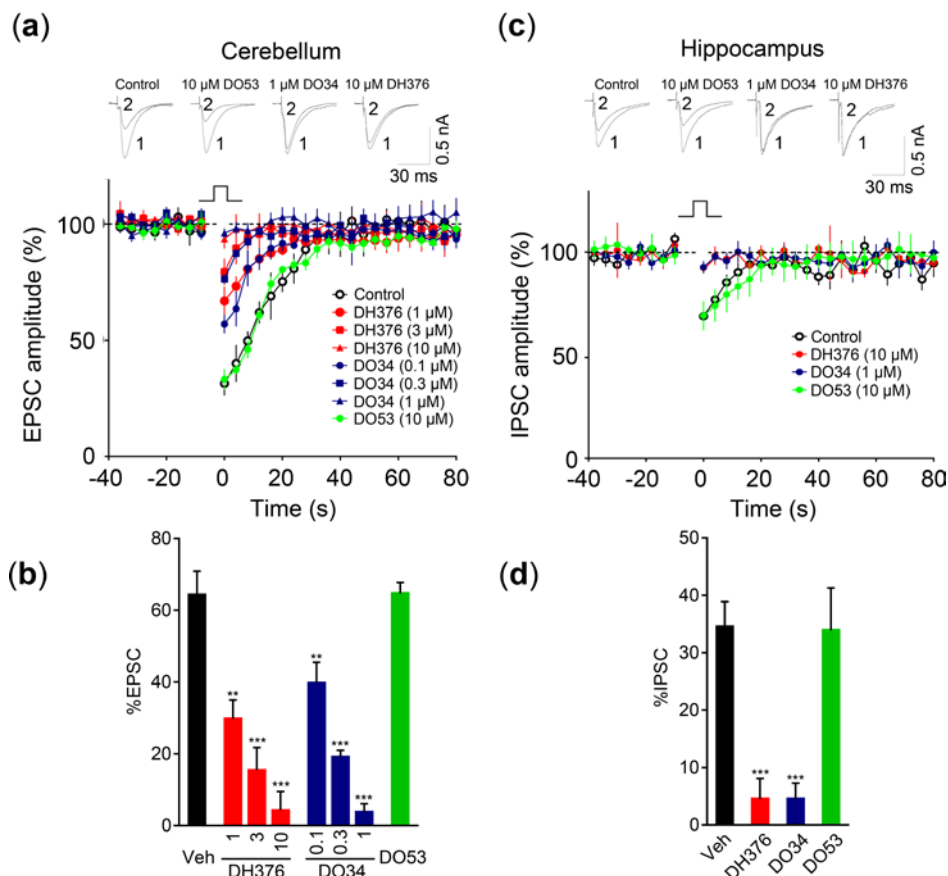 (a)
Cerebellum
Control 10 µM DO53 1 µM DO34 10 µM DH376
2 2 2 2
1 1 1 1
0.5 nA
30 ms
EPSC amplitude (%)
100
50
0
Control
DH376 (1 µM)
DH376 (3 µM)
DH376 (10 µM)
DO34 (0.1 µM)
DO34 (0.3 µM)
DO34 (1 µM)
DO53 (10 µM)
-40 -20 0 20 40 60 80
Time (s)
(c)
Hippocampus
Control 10 µM DO53 1 µM DO34 10 µM DH376
2 2 2 2
1 1 1 1
0.5 nA
30 ms
IPSC amplitude (%)
100
50
0
Control
DH376 (10 µM)
DO34 (1 µM)
DO53 (10 µM)
-40 -20 0 20 40 60 80
Time (s)
(b)
%EPSC
80
60
40
20
0
** *** *** ** *** ***
1 3 10 0.1 0.3 1
Veh DH376 DO34 DO53
(d)
%IPSC
50
40
30
20
10
0
*** ***
Veh DH376 DO34 DO53